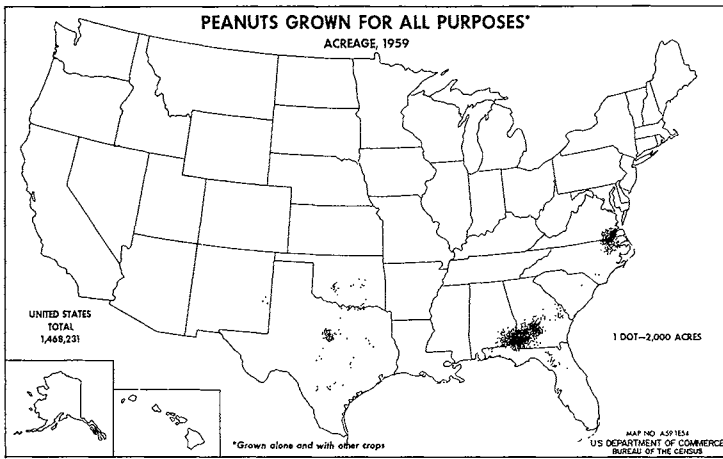 PEANUTS GROWN FOR ALL PURPOSES*
ACREAGE, 1959
UNITED STATES
TOTAL
1,468,231
1 DOT—2,000 ACRES
*Grown alone and with other crops
MAP NO. A59 1E54
US DEPARTMENT OF COMMERCE
BUREAU OF THE CENSUS